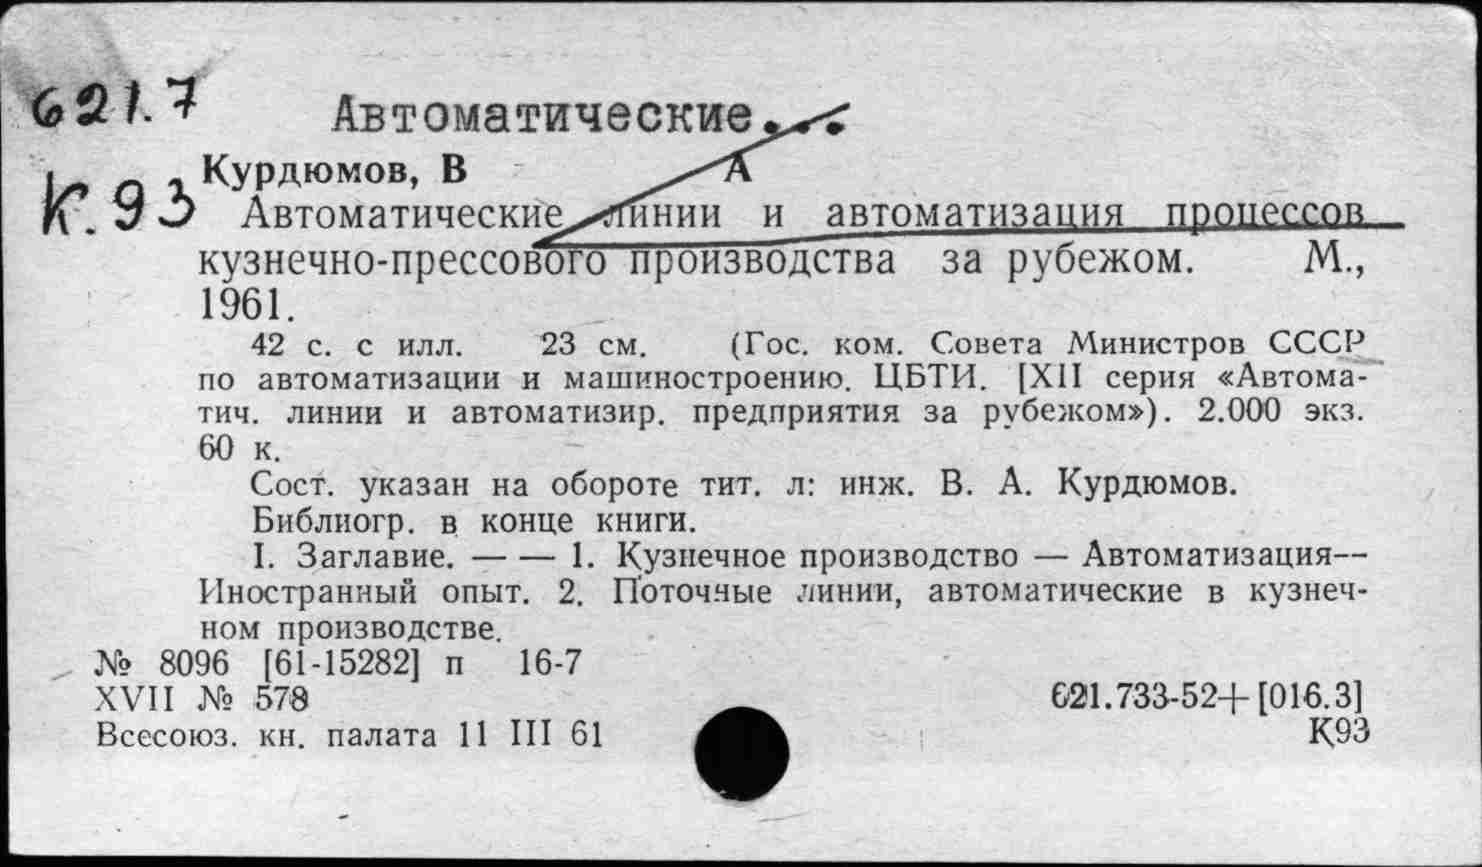 621.7 Автоматические...
Курдюмов, В А
К.93 Автоматические линии и автоматизация процессов
кузнечно-прессового производства за рубежом. М.,
1961.
42 с. с илл. 23 см. (Гос. ком. Совета Министров СССР
по автоматизации и машиностроению. ЦБТИ. [XII серия «Автома-
тич. линии и автоматизир. предприятия за рубежом»). 2.000 экз.
60 к.
Сост. указан на обороте тит. л: инж. В. А. Курдюмов.
Библиогр. в конце книги.
I. Заглавие. — — 1. Кузнечное производство — Автоматизация—
Иностранный опыт. 2. Поточные линии, автоматические в кузнеч-
ном производстве.
№ 8096 [61-15282] п 16-7
XVII № 578 621.733-52+[016.3]
Всесоюз. кн. палата 11 III 61 К93